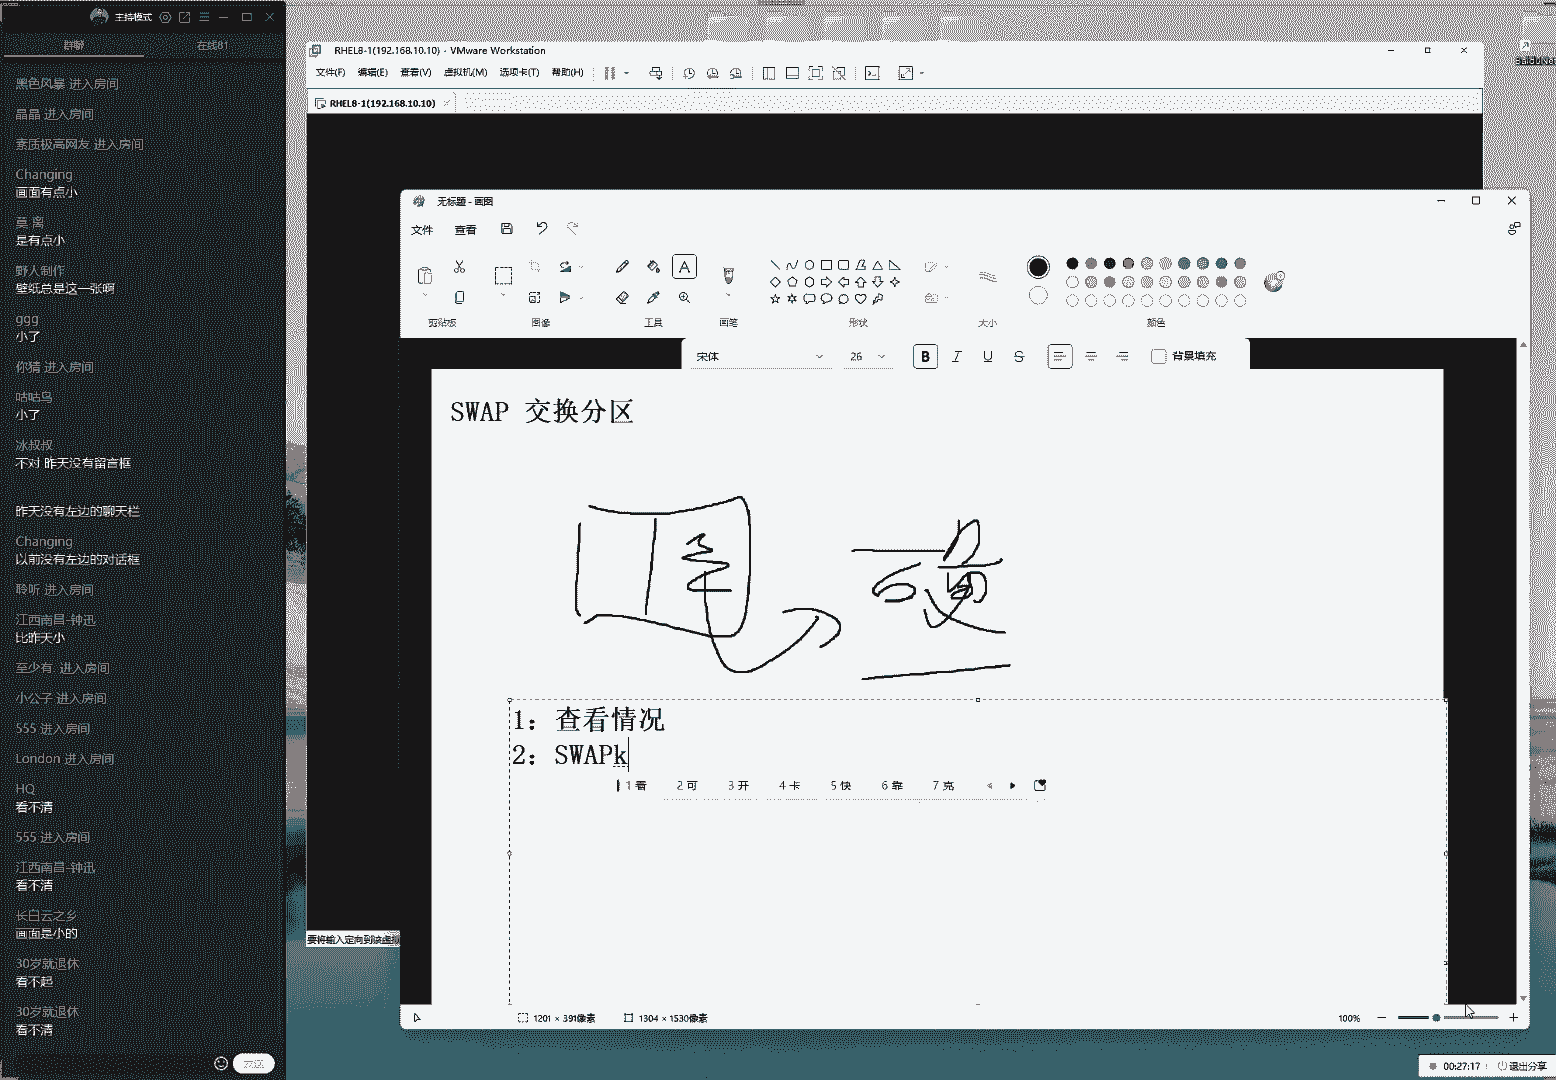 主持模式
群聊 在线81
黑色风暴 进入房间
晶晶 进入房间
素质极高网友 进入房间
Changing
画面有点小
莫 离
是有点小
野人制作
壁纸总是这一张啊
ggg
小了
你猜 进入房间
咕咕鸟
小了
冰叔叔
不对 昨天没有留言框
昨天没有左边的聊天栏
Changing
以前没有左边的对话框
聆听 进入房间
江西南昌-钟迅
比昨天小
至少有. 进入房间
小公子 进入房间
555 进入房间
London 进入房间
HQ
看不清
555 进入房间
江西南昌-钟迅
看不清
长白云之乡
画面是小的
30岁就退休
看不起
30岁就退休
看不清
发送
RHEL8-1(192.168.10.10) - VMware Workstation
文件(F) 编辑(E) 查看(V) 虚拟机(M) 选项卡(T) 帮助(H)
RHEL8-1(192.168.10.10)
无标题 - 画图
文件 查看
剪贴板 图像 工具 画笔 形状 大小 颜色
宋体 26 B I U S 背景填充
SWAP 交换分区
硬
1：查看情况
2：SWAPk
1 看 2 可 3 开 4 卡 5 快 6 靠 7 克
要将输入定向到该虚拟
1201 × 391像素 1304 × 1530像素 100%
00:27:17 退出分享